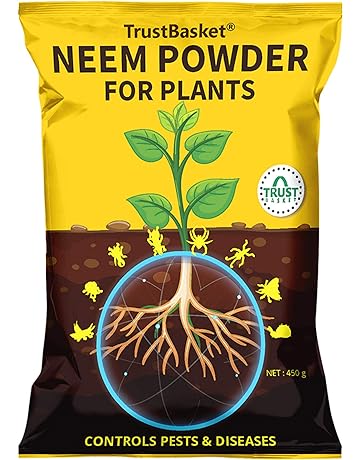 TrustBasket®
NEEM POWDER
FOR PLANTS
TRUST
BASKET
NET : 450 g
CONTROLS PESTS & DISEASES